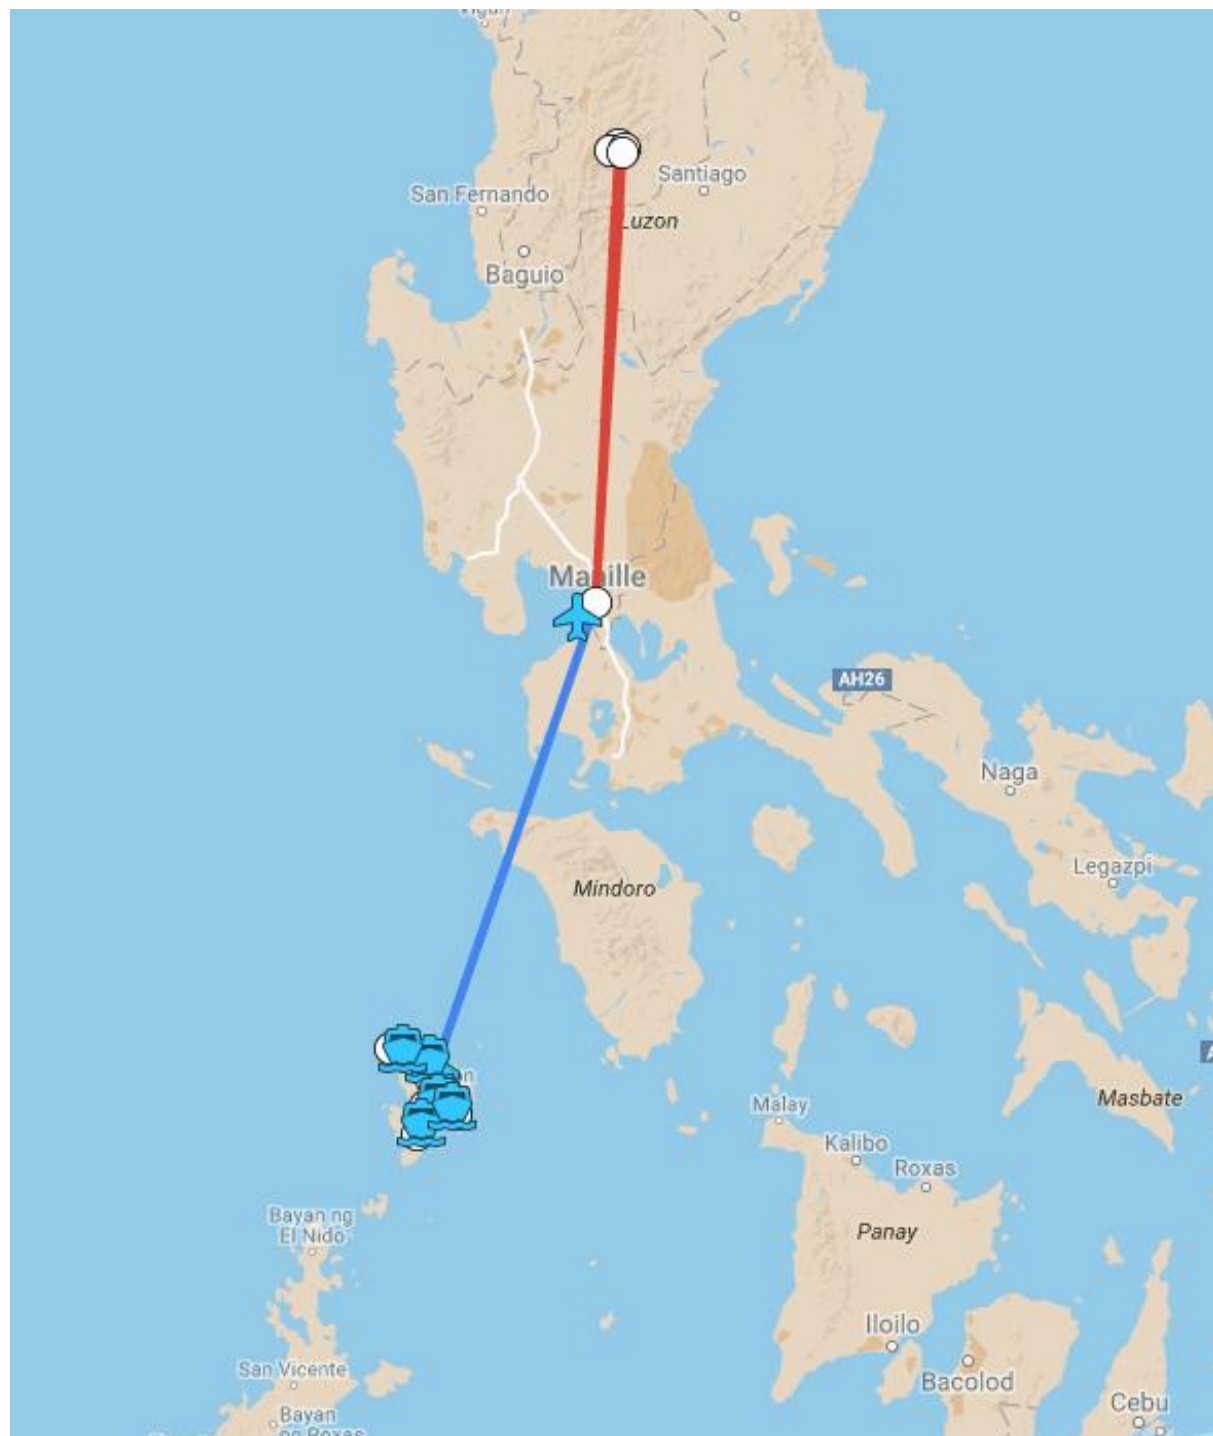 Santiago
San Fernando
Luzon
Baguio
Manille
AH26
Naga
Legazpi
Mindoro
Masbate
Malay
Kalibo
Roxas
Bayan ng
El Nido
Panay
Iloilo
San Vicente
Bacolod
Bayan
Cebu